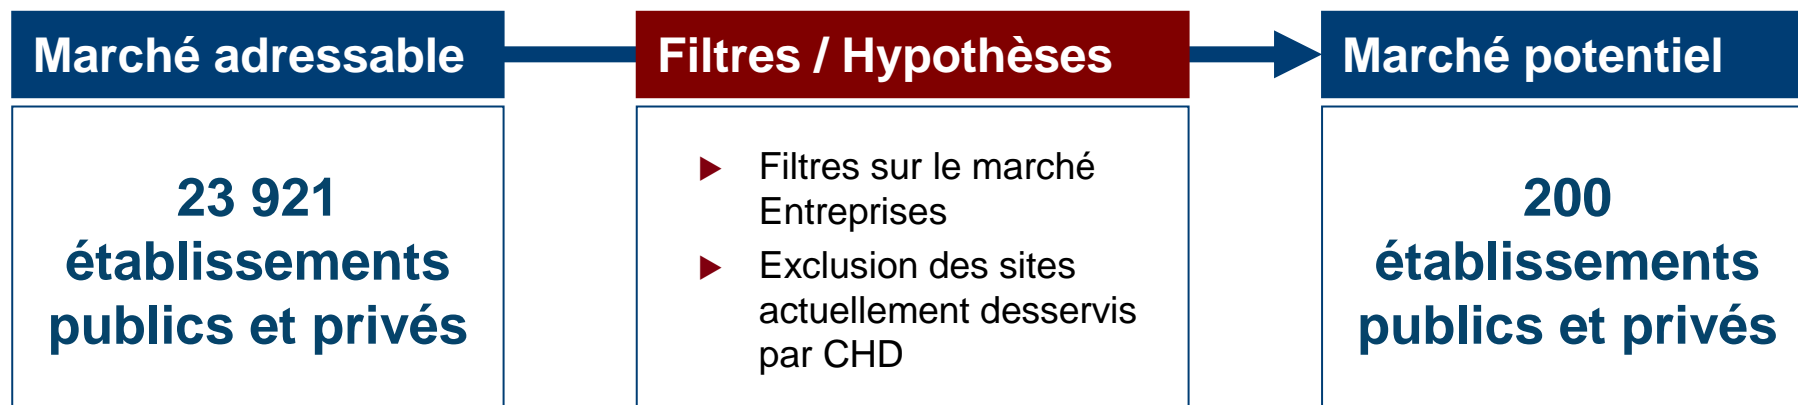 Marché adressable
23 921
établissements
publics et privés
Filtres / Hypothèses
Filtres sur le marché
Entreprises
Exclusion des sites
actuellement desservis
par CHD
Marché potentiel
200
établissements
publics et privés